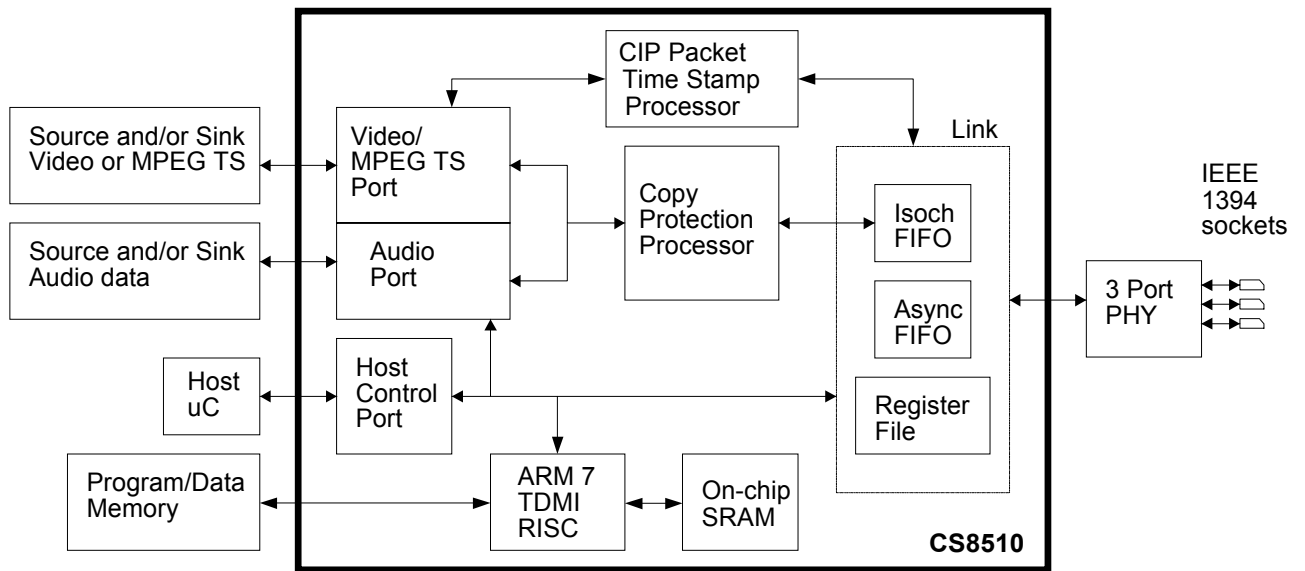 CIP Packet
Time Stamp
Processor
Source and/or Sink
Video or MPEG TS
Video/
MPEG TS
Port
Link
Copy
Protection
Processor
Isoch
FIFO
IEEE
1394
sockets
Source and/or Sink
Audio data
Audio
Port
3 Port
PHY
Async
FIFO
Host
uC
Host
Control
Port
Register
File
Program/Data
Memory
ARM 7
TDMI
RISC
On-chip
SRAM
CS8510